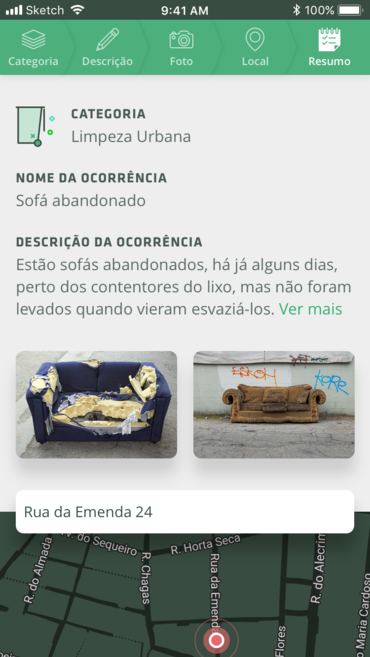 Sketch 9:41 AM 100%
Categoria Descrição Foto Local Resumo
CATEGORIA
Limpeza Urbana
NOME DA OCORRÊNCIA
Sofá abandonado
DESCRIÇÃO DA OCORRÊNCIA
Estão sofás abandonados, há já alguns dias,
perto dos contentores do lixo, mas não foram
levados quando vieram esvaziá-los. Ver mais
Rua da Emenda 24
do Sequeiro
R. Horta Seca
R. do Almada
R. Chagas
Rua da Emenda
R. do Alecrim
Flores
Maria Cardoso